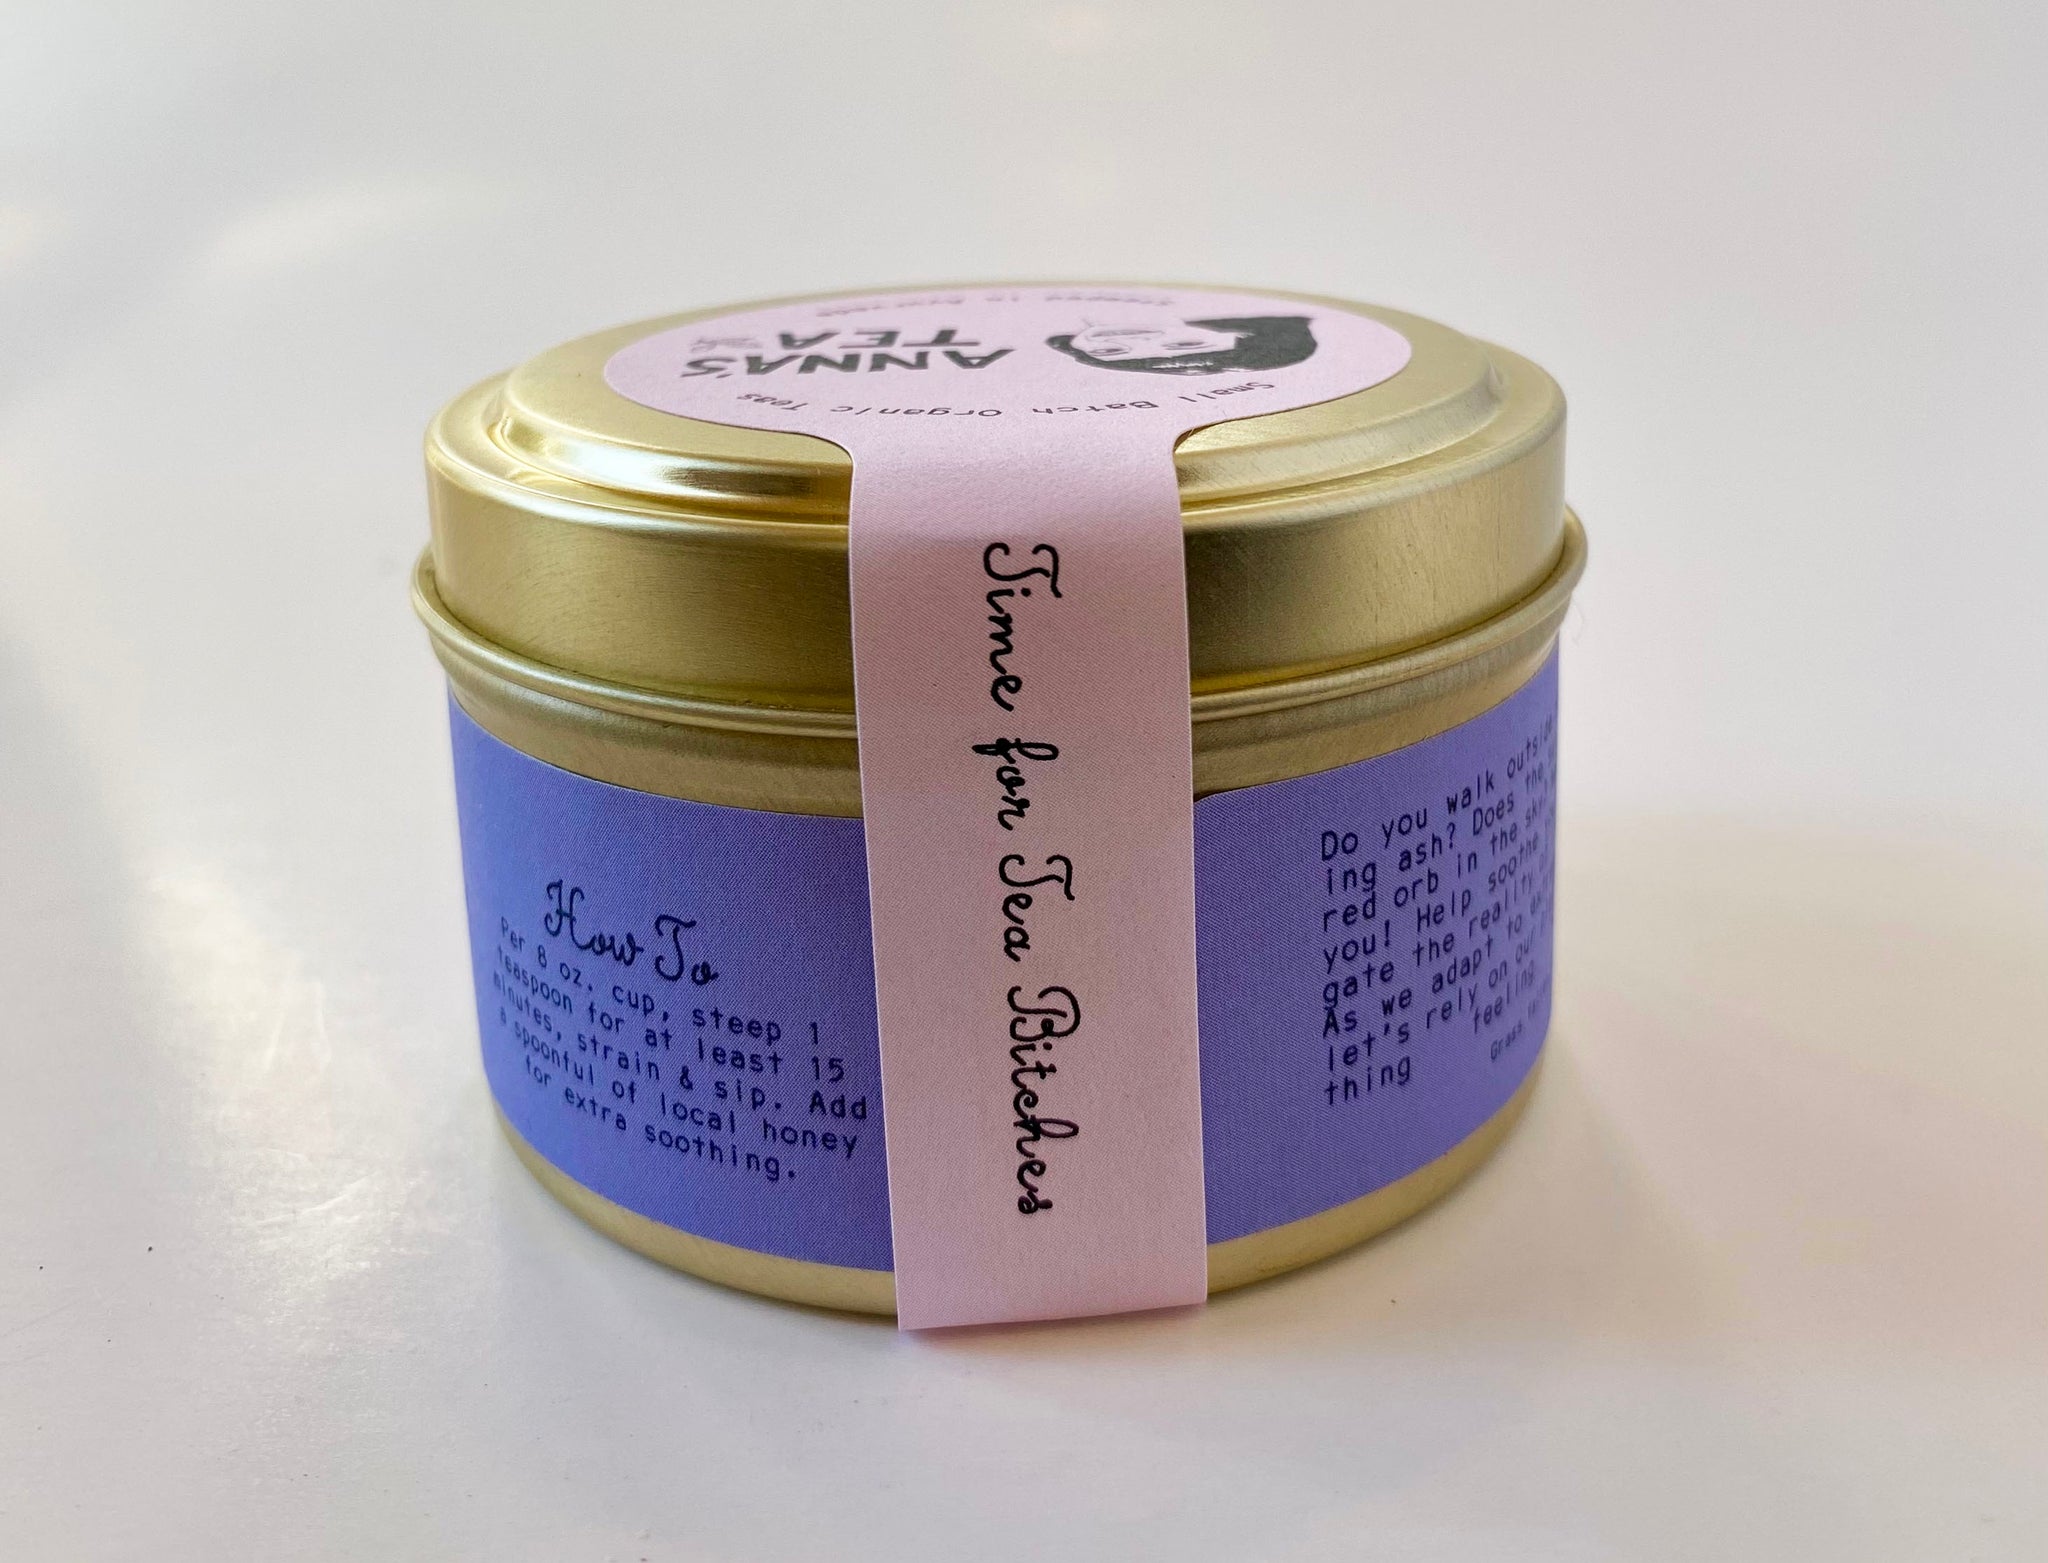 Small Batch organic Teas
ANNA'S
TEA
Steeped in
Time for Tea Bitches
How To
Per 8 oz. cup, steep 1
teaspoon for at least 15
minutes, strain & sip. Add
a spoonful of local honey
for extra soothing.
Do you walk outside
ing ash? Does the
red orb in the sky
you! Help soothe
gate the reality of
As we adapt to
let's rely on our
thing feeling